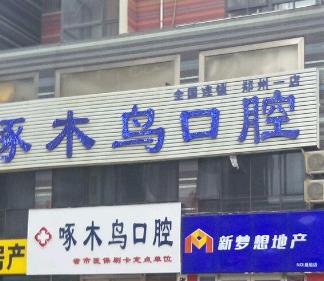 全国连锁 郑州一店
啄木鸟口腔
啄木鸟口腔
省市医保刷卡定点单位
新梦想地产
房产